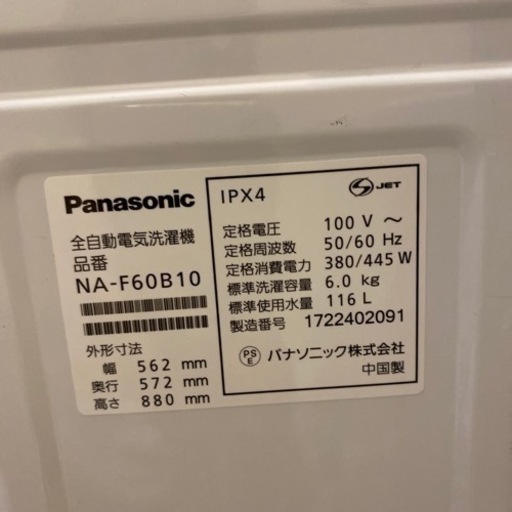 Panasonic
全自動電気洗濯機
品番
NA-F60B10
外形寸法
幅 562 mm
奥行 572 mm
高さ 880 mm
IPX4
S JET
定格電圧 100 V ～
定格周波数 50/60 Hz
定格消費電力 380/445 W
標準洗濯容量 6.0 kg
標準使用水量 116 L
製造番号 1722402091
PS E パナソニック株式会社
中国製